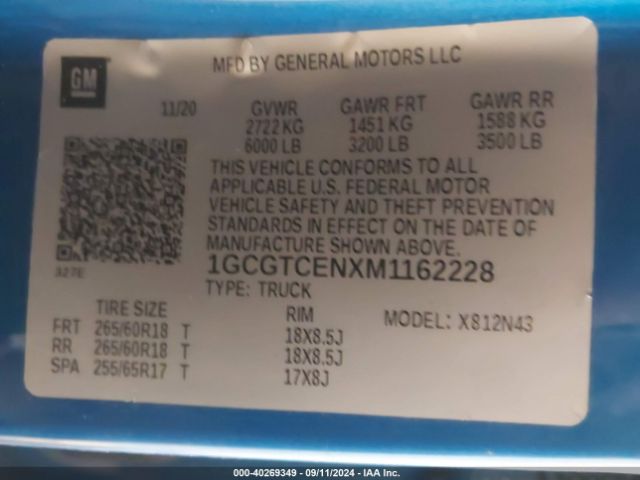 GM
MFD BY GENERAL MOTORS LLC
11/20 GVWR GAWR FRT GAWR RR
2722 KG 1451 KG 1588 KG
6000 LB 3200 LB 3500 LB
THIS VEHICLE CONFORMS TO ALL
APPLICABLE U.S. FEDERAL MOTOR
VEHICLE SAFETY AND THEFT PREVENTION
STANDARDS IN EFFECT ON THE DATE OF
MANUFACTURE SHOWN ABOVE.
327E
1GCGTCENXM1162228
TYPE: TRUCK
TIRE SIZE RIM MODEL: X812N43
FRT 265/60R18 T 18X8.5J
RR 265/60R18 T 18X8.5J
SPA 255/65R17 T 17X8J
000-40269349 - 09/11/2024 - IAA Inc.